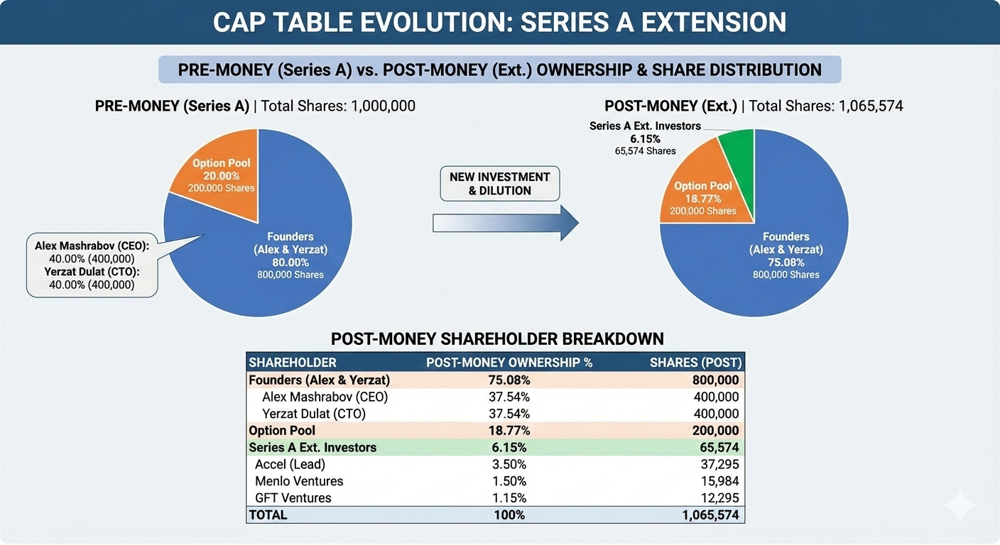 CAP TABLE EVOLUTION: SERIES A EXTENSION
PRE-MONEY (Series A) vs. POST-MONEY (Ext.) OWNERSHIP & SHARE DISTRIBUTION
PRE-MONEY (Series A) | Total Shares: 1,000,000
Option Pool
20.00%
200,000 Shares
Founders
(Alex & Yerzat)
80.00%
800,000 Shares
Alex Mashrabov (CEO):
40.00% (400,000)
Yerzat Dulat (CTO):
40.00% (400,000)
NEW INVESTMENT
& DILUTION
POST-MONEY (Ext.) | Total Shares: 1,065,574
Series A Ext. Investors
6.15%
65,574 Shares
Option Pool
18.77%
200,000 Shares
Founders
(Alex & Yerzat)
75.08%
800,000 Shares
POST-MONEY SHAREHOLDER BREAKDOWN
SHAREHOLDER POST-MONEY OWNERSHIP % SHARES (POST)
Founders (Alex & Yerzat) 75.08% 800,000
Alex Mashrabov (CEO) 37.54% 400,000
Yerzat Dulat (CTO) 37.54% 400,000
Option Pool 18.77% 200,000
Series A Ext. Investors 6.15% 65,574
Accel (Lead) 3.50% 37,295
Menlo Ventures 1.50% 15,984
GFT Ventures 1.15% 12,295
TOTAL 100% 1,065,574